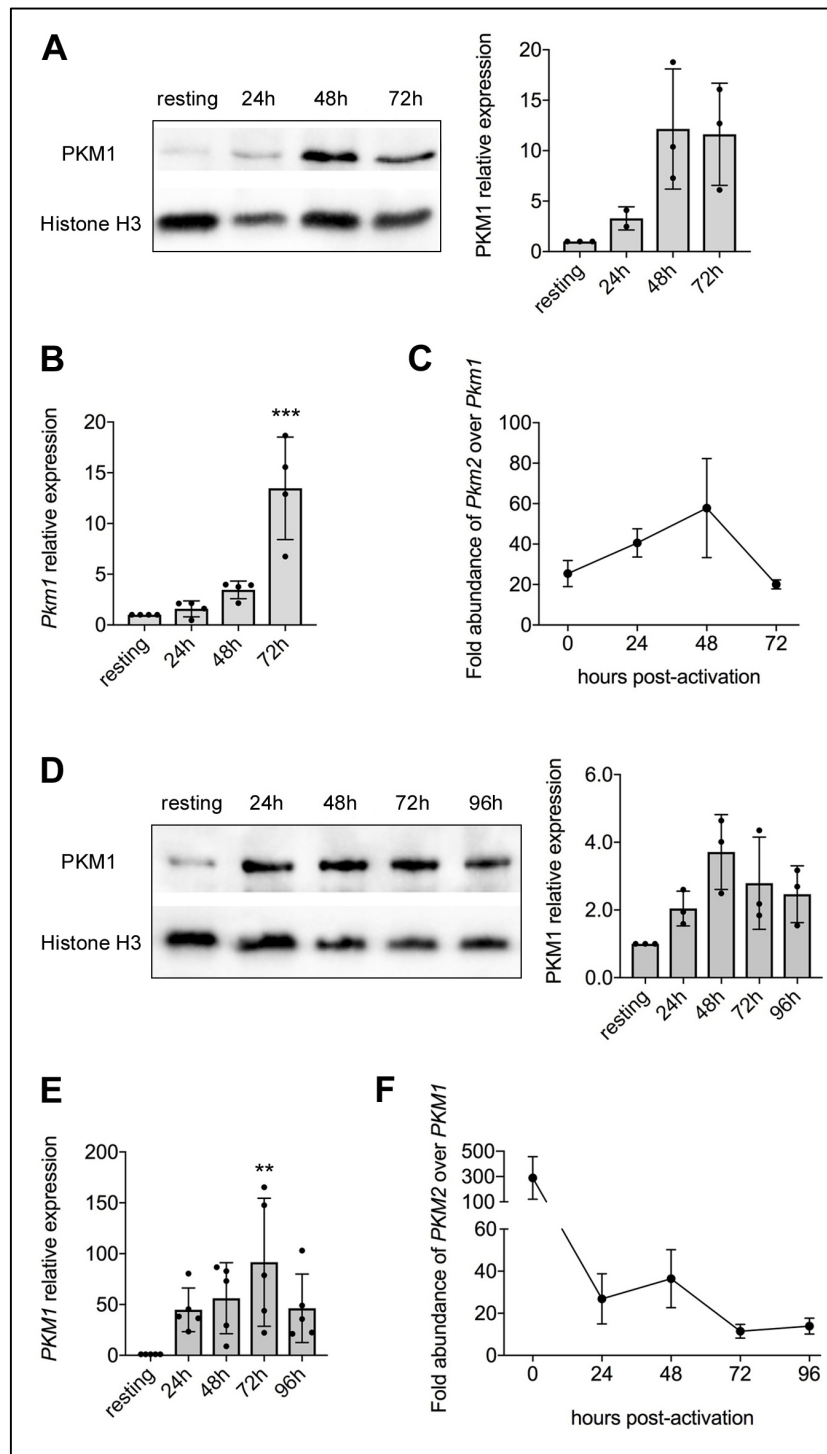 A
resting 24h 48h 72h
PKM1
Histone H3
PKM1 relative expression
20
15
10
5
0
resting
24h
48h
72h
B
Pkm1 relative expression
***
20
15
10
5
0
resting
24h
48h
72h
C
Fold abundance of Pkm2 over Pkm1
100
80
60
40
20
0
0 24 48 72
hours post-activation
D
resting 24h 48h 72h 96h
PKM1
Histone H3
PKM1 relative expression
6.0
4.0
2.0
0.0
resting
24h
48h
72h
96h
E
PKM1 relative expression
**
200
150
100
50
0
resting
24h
48h
72h
96h
F
Fold abundance of PKM2 over PKM1
500
300
100
60
40
20
0
0 24 48 72 96
hours post-activation